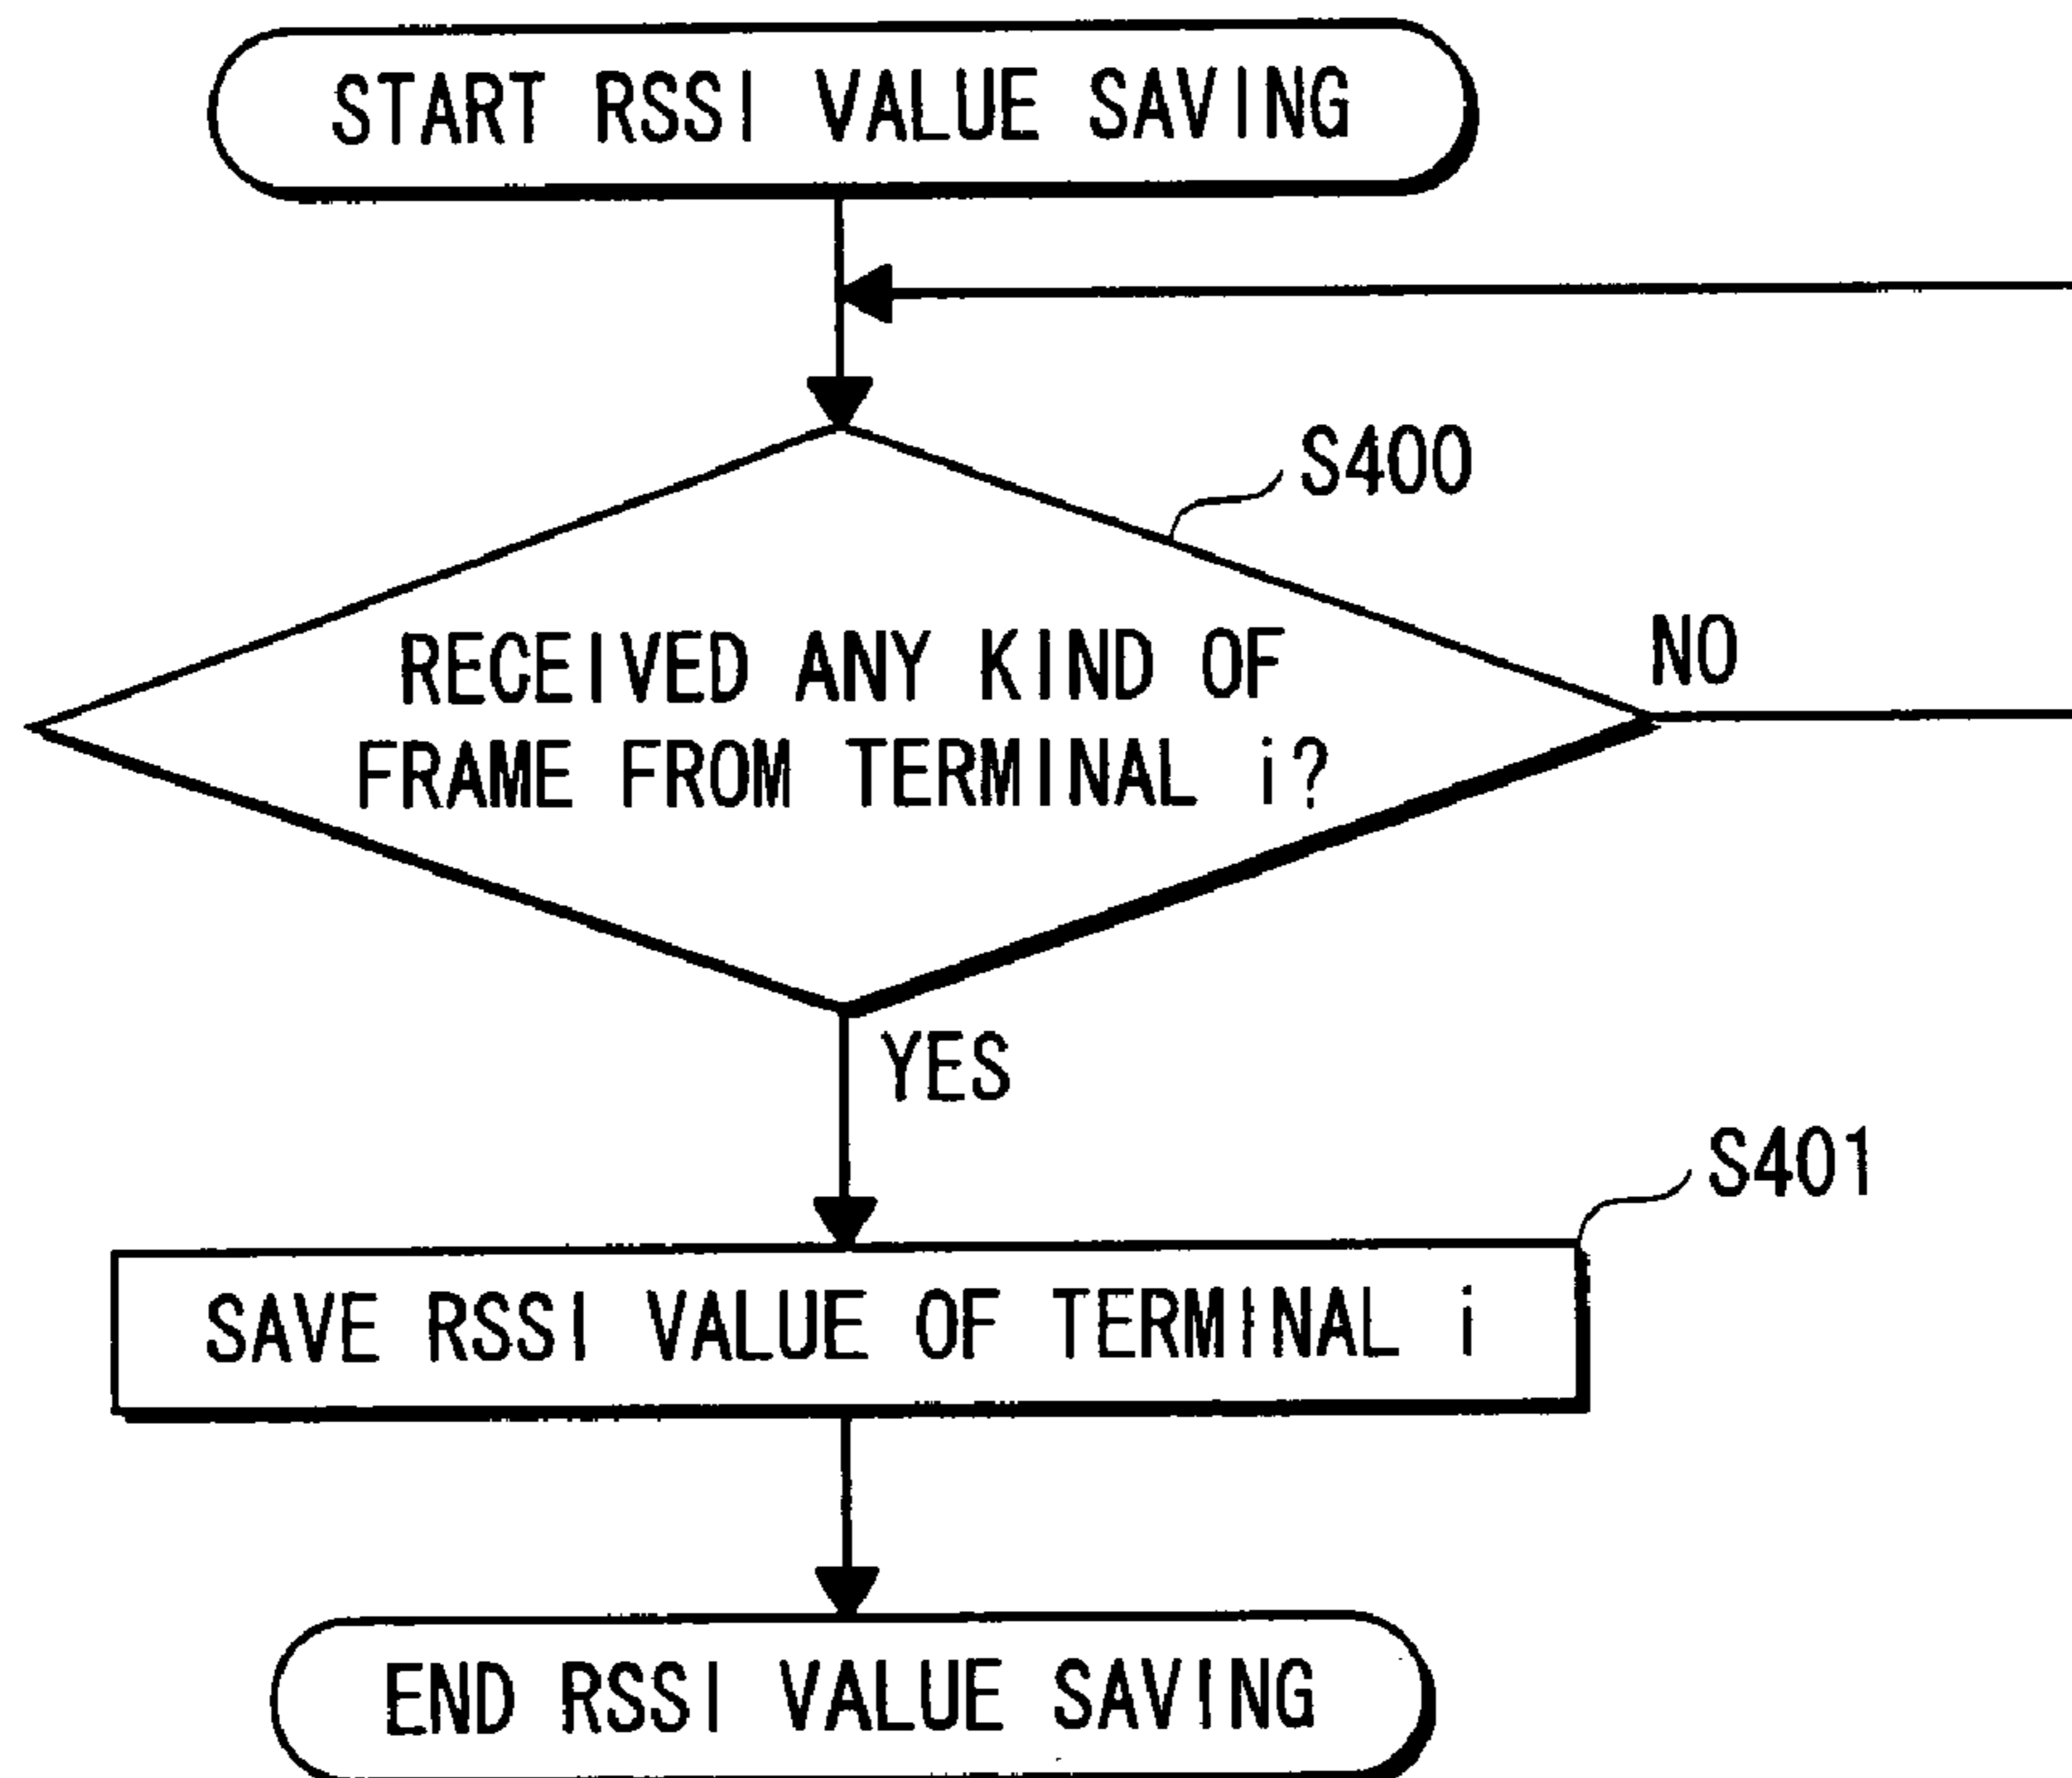 START RSSI VALUE SAVING
S400
RECEIVED ANY KIND OF
FRAME FROM TERMINAL i?
NO
YES
S401
SAVE RSSI VALUE OF TERMINAL i
END RSSI VALUE SAVING